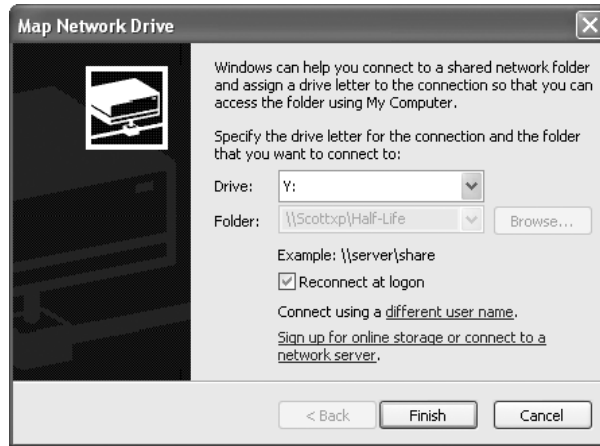 Map Network Drive
Windows can help you connect to a shared network folder
and assign a drive letter to the connection so that you can
access the folder using My Computer.
Specify the drive letter for the connection and the folder
that you want to connect to:
Drive: Y:
Folder: \\Scottxp\Half-Life Browse...
Example: \\server\share
Reconnect at logon
Connect using a different user name.
Sign up for online storage or connect to a
network server.
< Back Finish Cancel